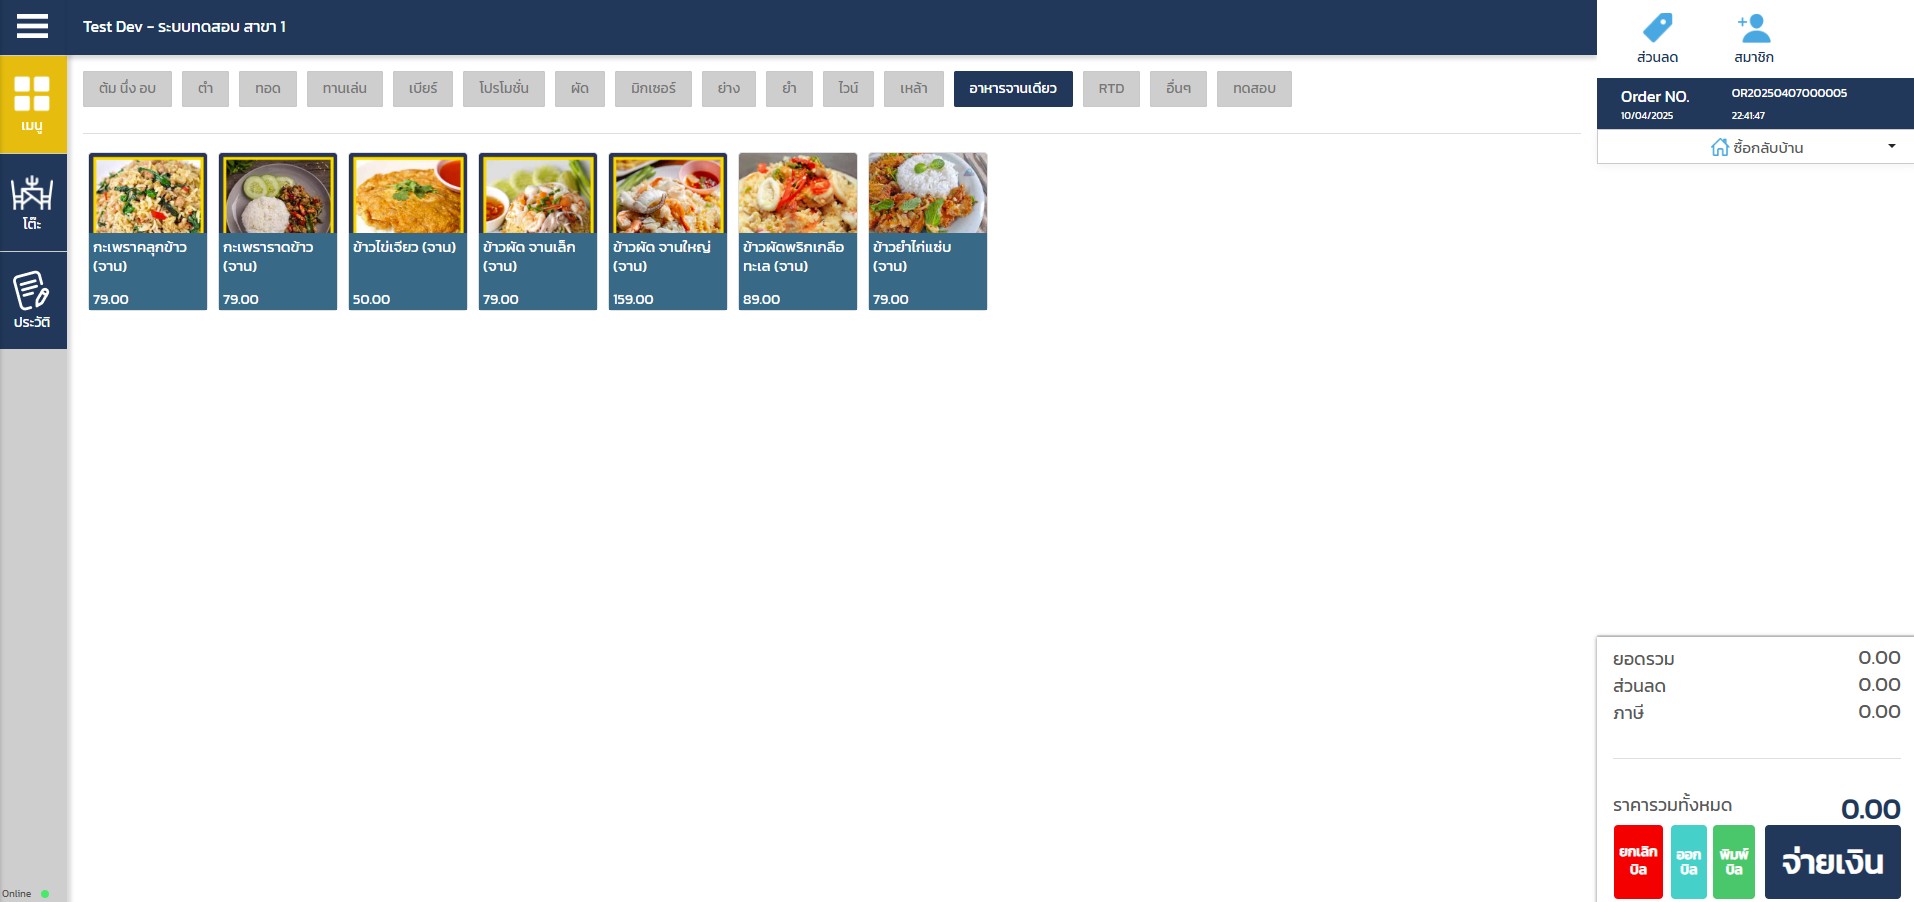 Test Dev - ระบบทดสอบ สาขา 1
ส่วนลด
สมาชิก
เมนู
โต๊ะ
ประวัติ
Online
ต้ม นึ่ง อบ
ตำ
ทอด
ทานเล่น
เบียร์
โปรโมชั่น
ผัด
มิกเซอร์
ย่าง
ยำ
ไวน์
เหล้า
อาหารจานเดียว
RTD
อื่นๆ
ทดสอบ
กะเพราคลุกข้าว
(จาน)
79.00
กะเพราราดข้าว
(จาน)
79.00
ข้าวไข่เจียว (จาน)
50.00
ข้าวผัด จานเล็ก
(จาน)
79.00
ข้าวผัด จานใหญ่
(จาน)
159.00
ข้าวผัดพริกเกลือ
ทะเล (จาน)
89.00
ข้าวยำไก่แซ่บ
(จาน)
79.00
Order NO. OR20250407000005
10/04/2025 22:41:47
ซื้อกลับบ้าน
ยอดรวม 0.00
ส่วนลด 0.00
ภาษี 0.00
ราคารวมทั้งหมด 0.00
ยกเลิก
บิล
ออก
บิล
พิมพ์
บิล
จ่ายเงิน